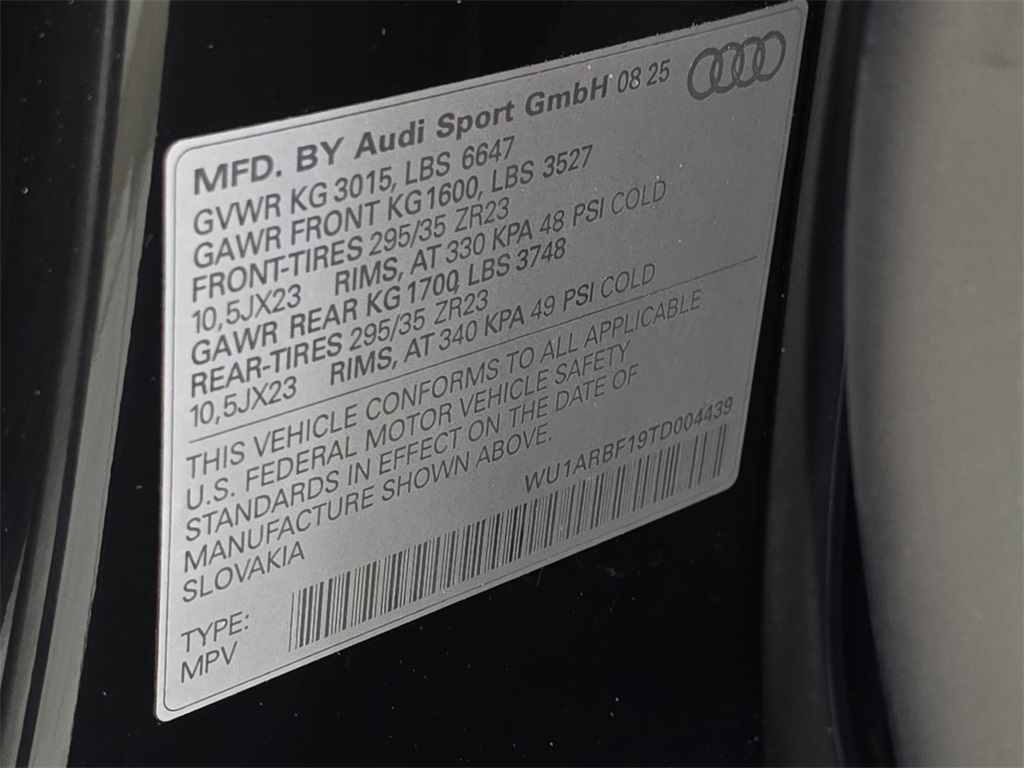 MFD. BY Audi Sport GmbH 08 25
GVWR KG 3015, LBS 6647
GAWR FRONT KG 1600, LBS 3527
FRONT-TIRES 295/35 ZR23
10,5JX23 RIMS, AT 330 KPA 48 PSI COLD
GAWR REAR KG 1700, LBS 3748
REAR-TIRES 295/35 ZR23
10,5JX23 RIMS, AT 340 KPA 49 PSI COLD
THIS VEHICLE CONFORMS TO ALL APPLICABLE
U.S. FEDERAL MOTOR VEHICLE SAFETY
STANDARDS IN EFFECT ON THE DATE OF
MANUFACTURE SHOWN ABOVE.
SLOVAKIA
WU1ARBF19TD004439
TYPE:
MPV